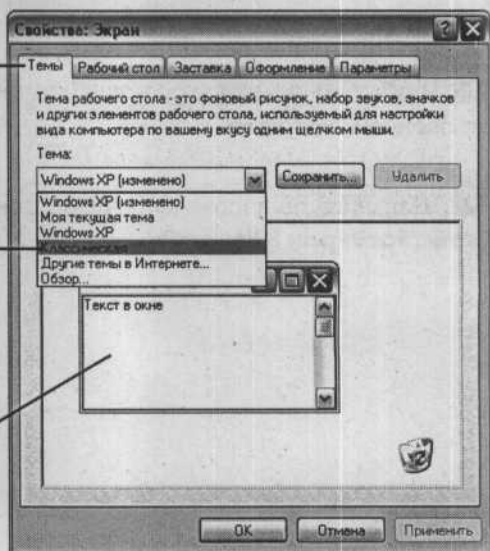 Свойства: Экран
Темы Рабочий стол Заставка Оформление Параметры
Тема рабочего стола - это фоновый рисунок, набор звуков, значков
и других элементов рабочего стола, используемый для настройки
вида компьютера по вашему вкусу одним щелчком мыши.
Тема:
Windows XP (изменено) Сохранить... Удалить
Windows XP (изменено)
Моя текущая тема
Windows XP
Классическая
Другие темы в Интернете...
Обзор...
Текст в окне
OK Отмена Применить